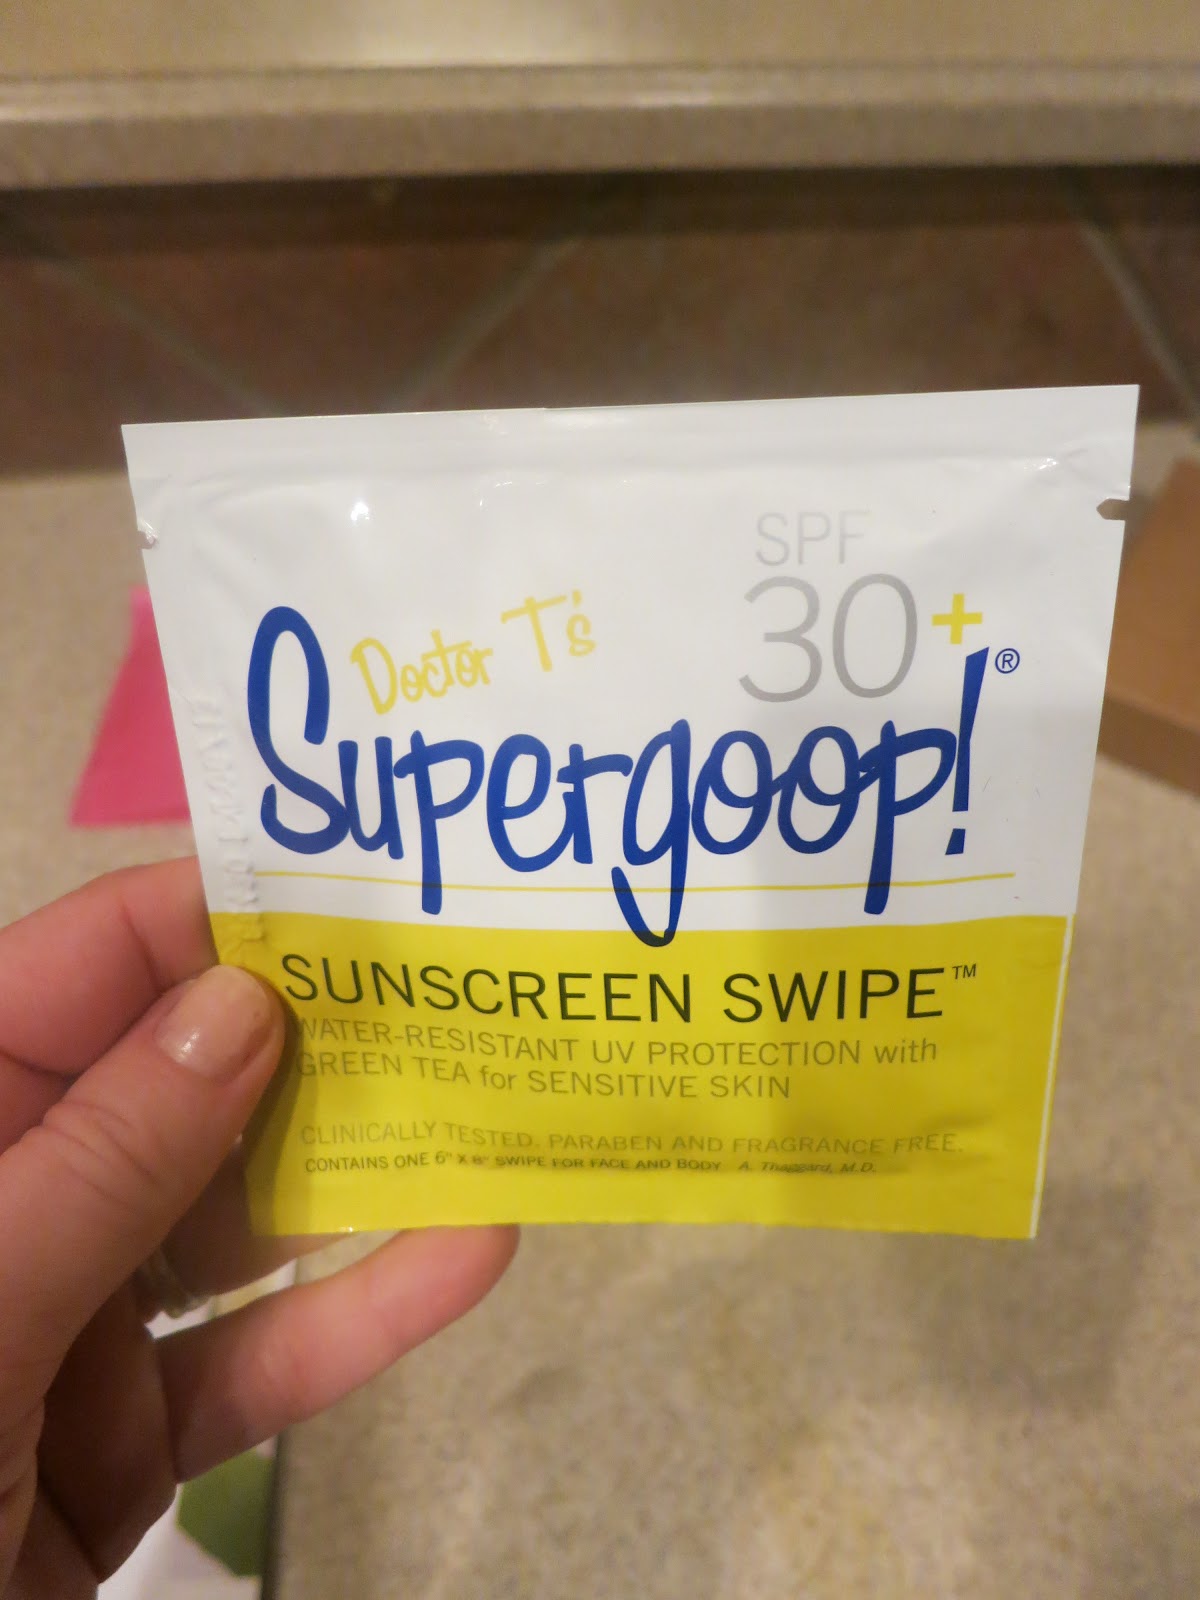 SPF
30+
Doctor T's
Supergoop!®
SUNSCREEN SWIPE™
WATER-RESISTANT UV PROTECTION with
GREEN TEA for SENSITIVE SKIN
CLINICALLY TESTED. PARABEN AND FRAGRANCE FREE.
CONTAINS ONE 6" X 8" SWIPE FOR FACE AND BODY A. Thaggard, M.D.